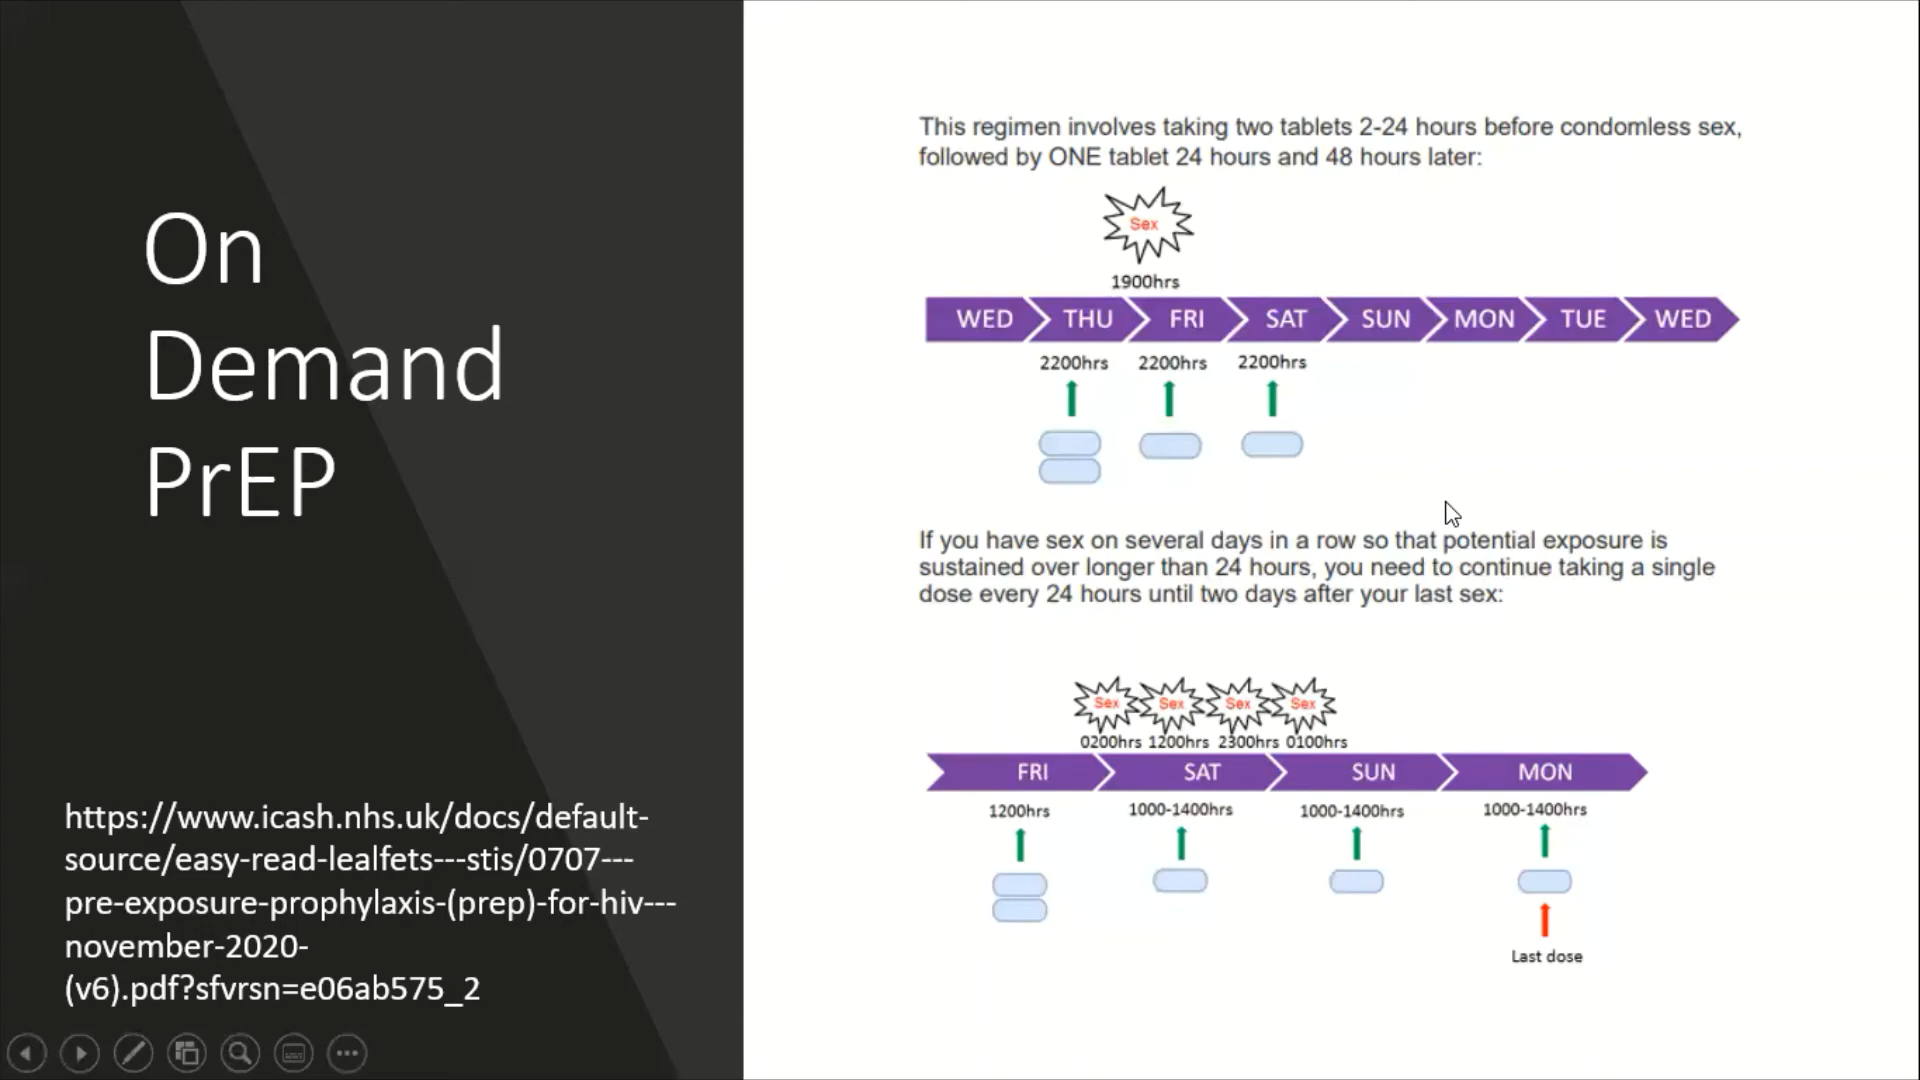 On
Demand
PrEP
https://www.icash.nhs.uk/docs/default-
source/easy-read-lealfets---stis/0707---
pre-exposure-prophylaxis-(prep)-for-hiv---
november-2020-
(v6).pdf?sfvrsn=e06ab575_2
This regimen involves taking two tablets 2-24 hours before condomless sex,
followed by ONE tablet 24 hours and 48 hours later:
Sex
1900hrs
WED THU FRI SAT SUN MON TUE WED
2200hrs 2200hrs 2200hrs
If you have sex on several days in a row so that potential exposure is
sustained over longer than 24 hours, you need to continue taking a single
dose every 24 hours until two days after your last sex:
Sex Sex Sex Sex
0200hrs 1200hrs 2300hrs 0100hrs
FRI SAT SUN MON
1200hrs 1000-1400hrs 1000-1400hrs 1000-1400hrs
Last dose